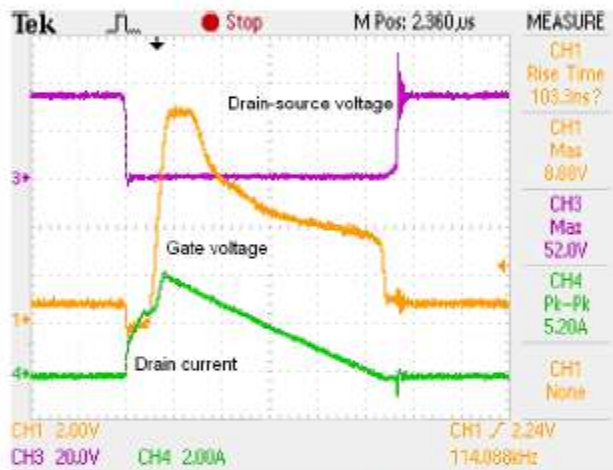 Tek Stop M Pos: 2.360us MEASURE
CH1
Rise Time
103.3ns?
Drain-source voltage
CH1
Max
8.88V
3
CH3
Max
52.0V
Gate voltage
CH4
Pk-Pk
5.20A
1
Drain current
4
CH1
None
CH1 2.00V CH1 / 2.24V
CH3 20.0V CH4 2.00A 114.088kHz